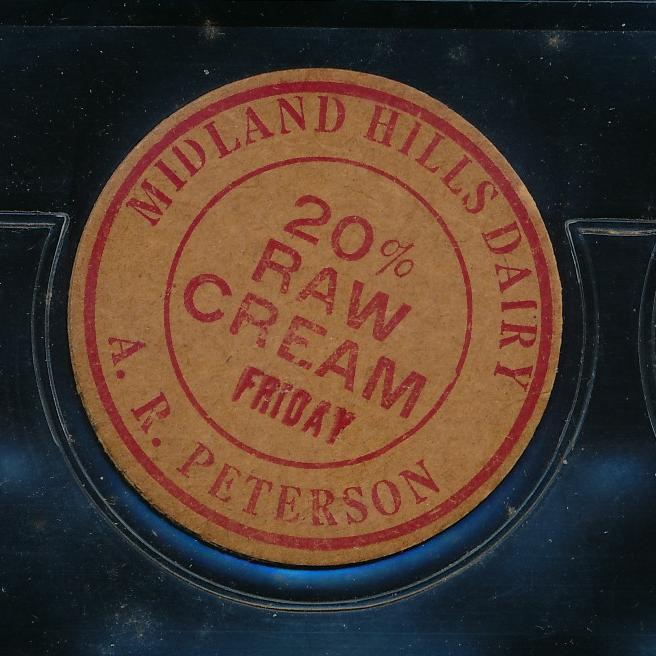 MIDLAND HILLS DAIRY
20%
RAW
CREAM
FRIDAY
A. R. PETERSON